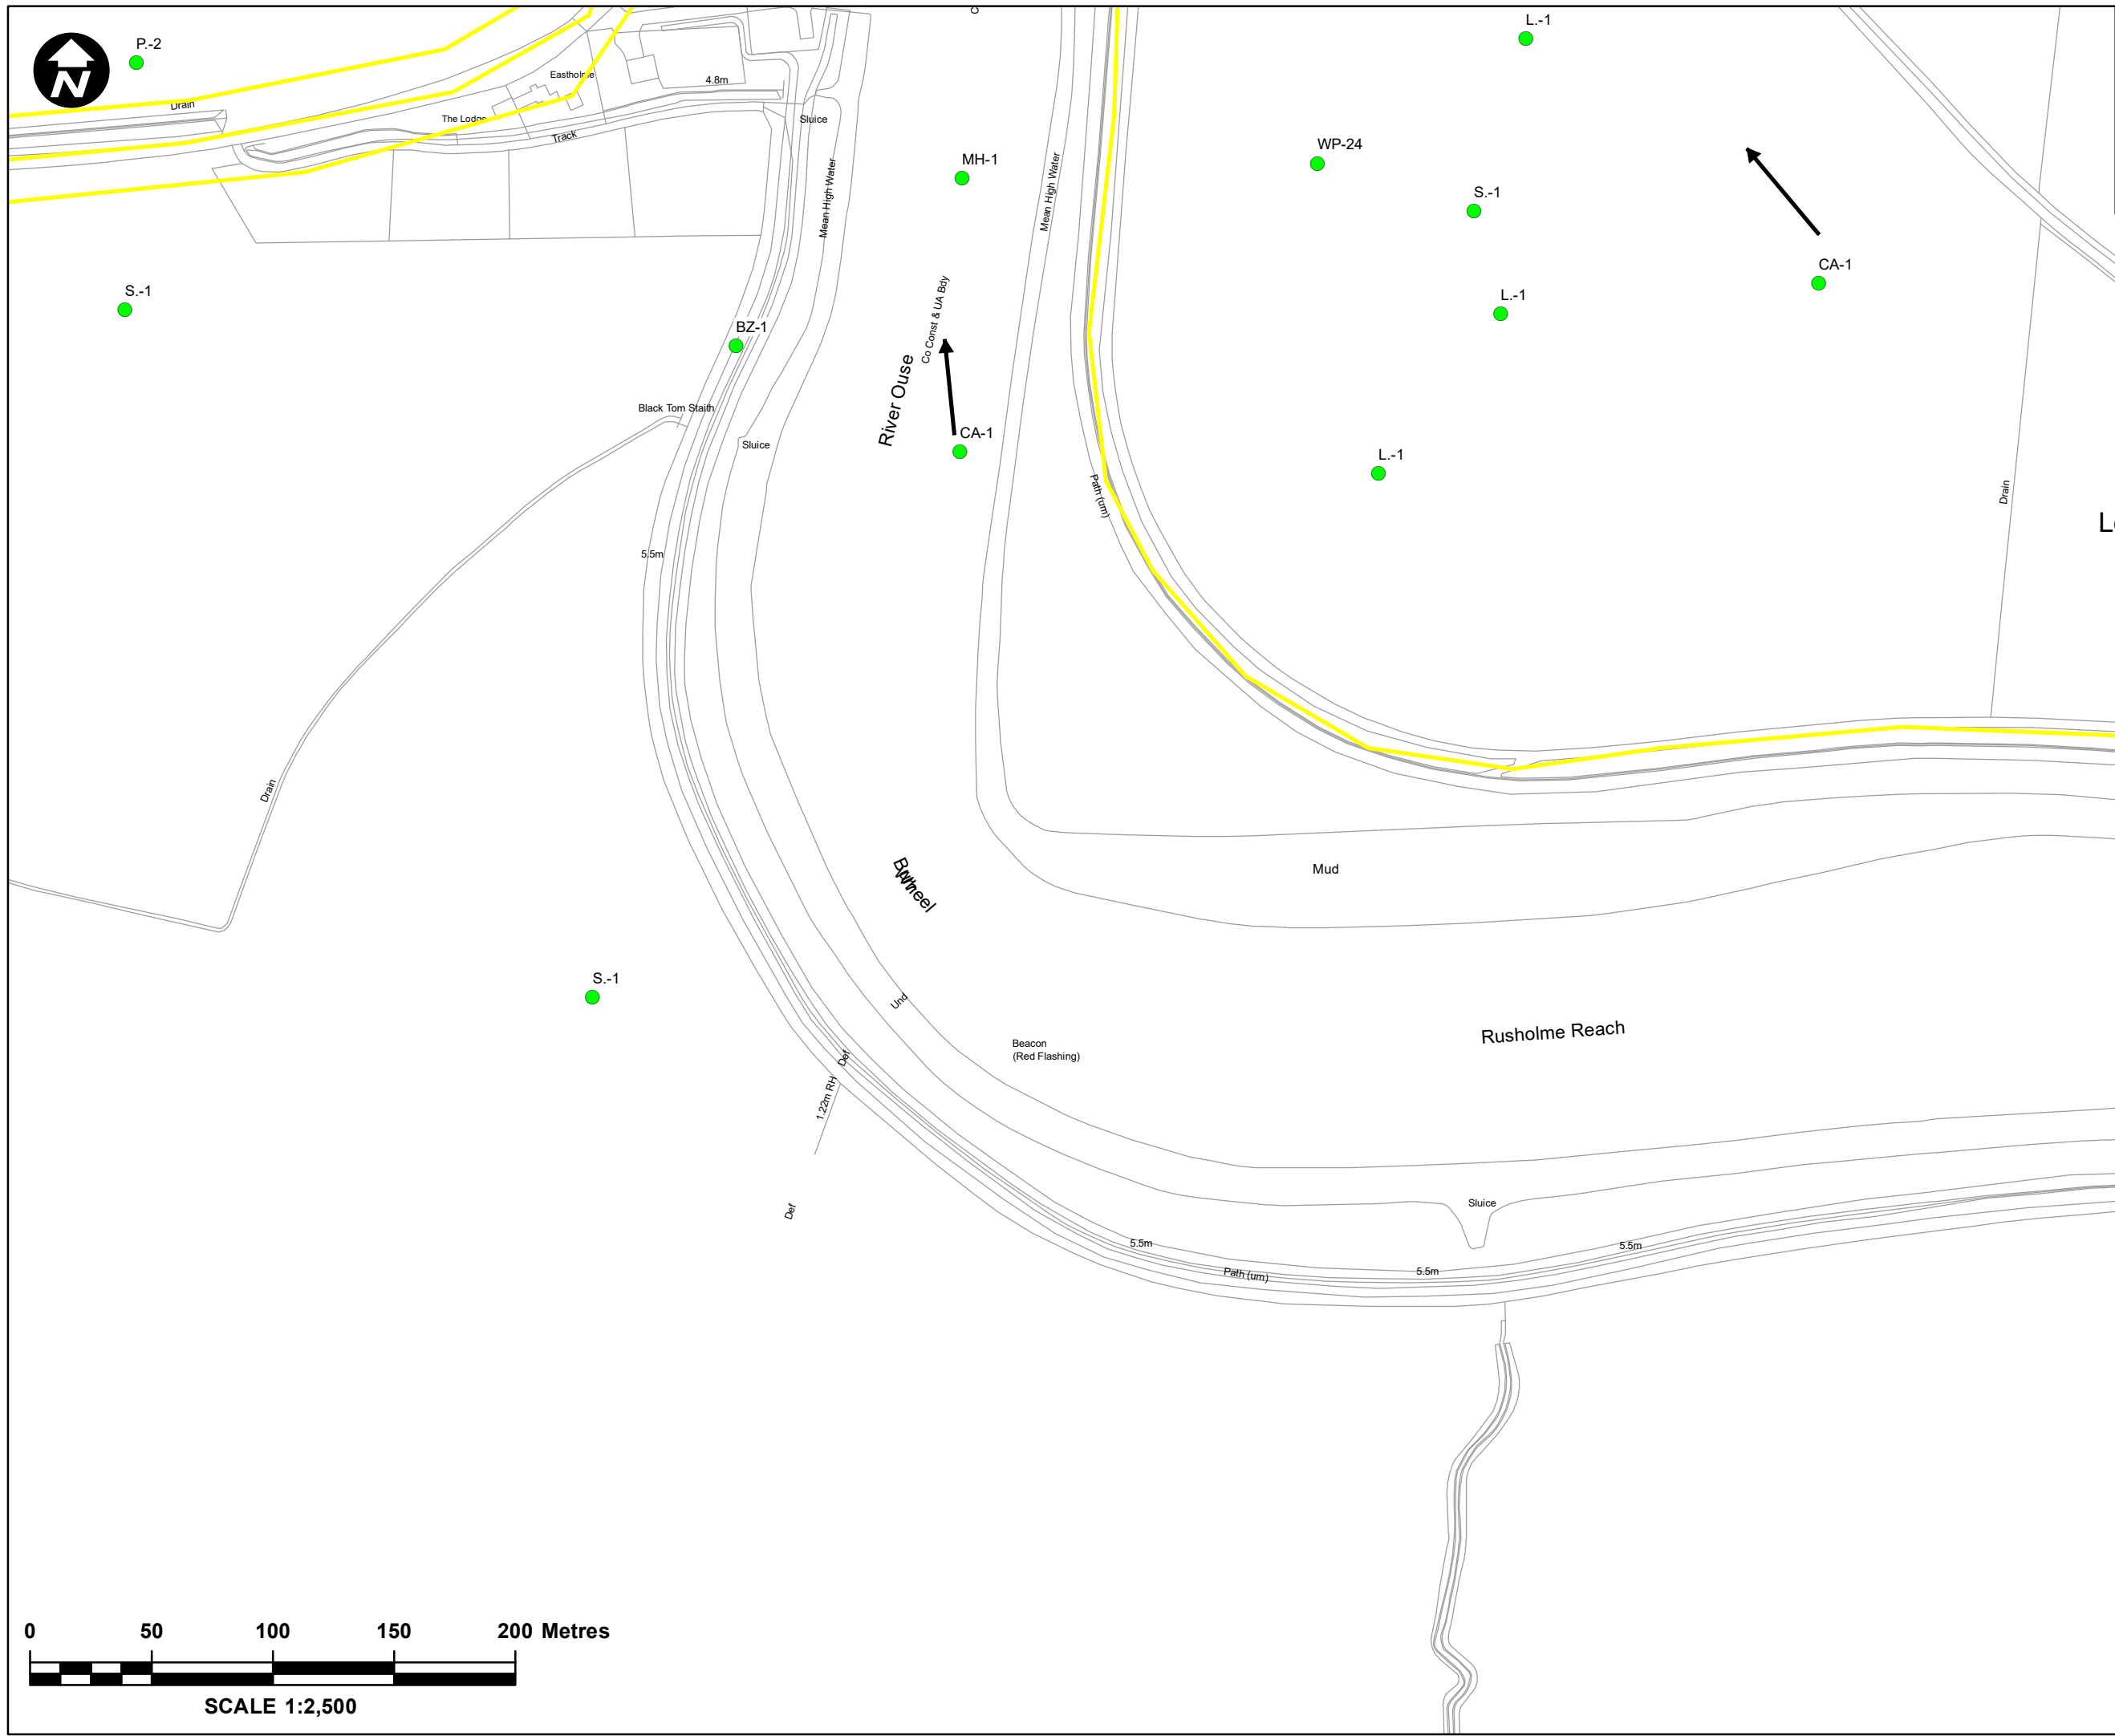 C
L.-1
P.-2
N
Eastholme
4.8m
Drain
The Lodge
Sluice
Track
WP-24
MH-1
Mean High Water
Mean High Water
S.-1
CA-1
S.-1
L.-1
Co Const & UA Bdy
BZ-1
River Ouse
Black Tom Staith
CA-1
Sluice
L.-1
Path (um)
Drain
5.5m
Drain
Mud
Wheel
S.-1
Und
Rusholme Reach
Beacon
(Red Flashing)
Def
1.22m RH
Sluice
Def
5.5m
5.5m
5.5m
Path (um)
0 50 100 150 200 Metres
SCALE 1:2,500